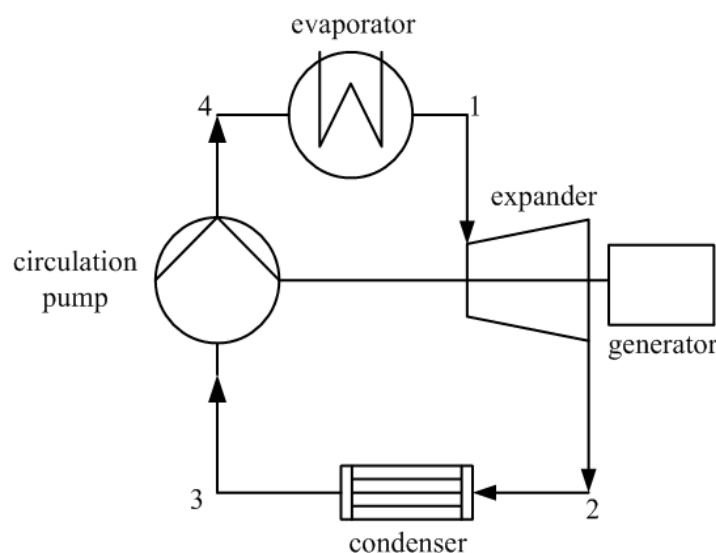 evaporator
4
1
expander
circulation
pump
generator
3
2
condenser